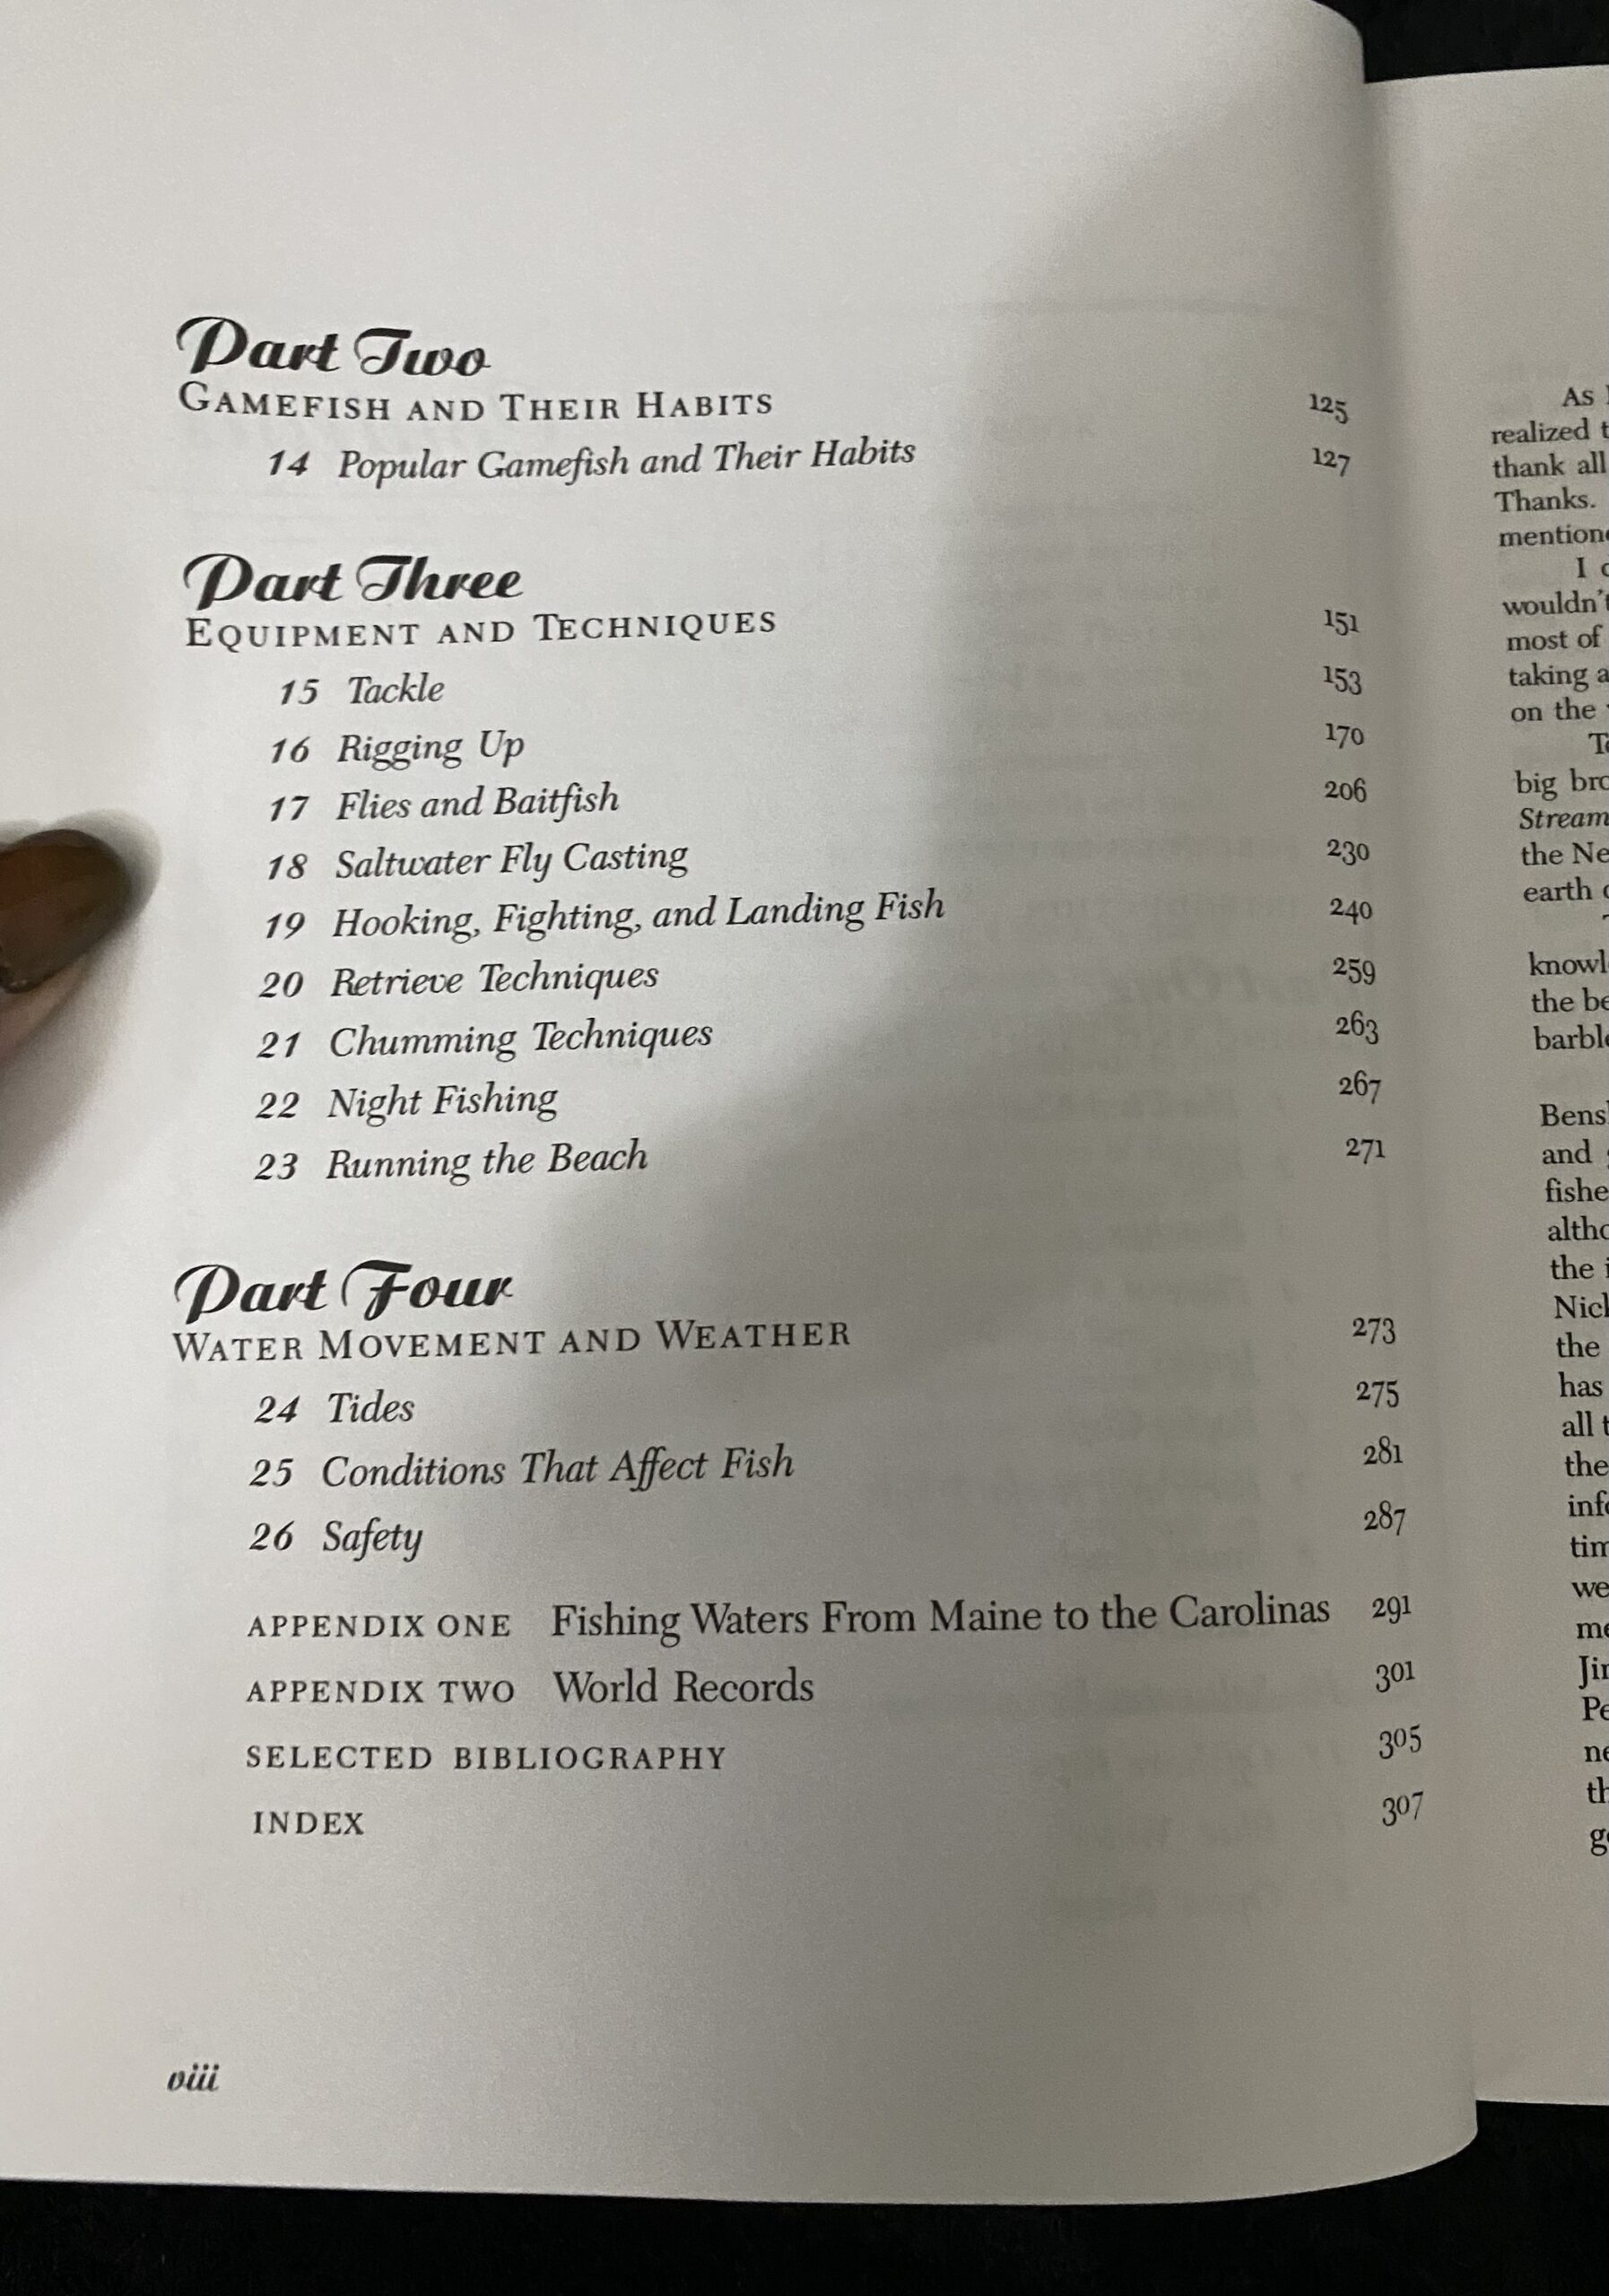 Part Two
GAMEFISH AND THEIR HABITS 125
14 Popular Gamefish and Their Habits 127
Part Three
EQUIPMENT AND TECHNIQUES 151
15 Tackle 153
16 Rigging Up 170
17 Flies and Baitfish 206
18 Saltwater Fly Casting 230
19 Hooking, Fighting, and Landing Fish 240
20 Retrieve Techniques 259
21 Chumming Techniques 263
22 Night Fishing 267
23 Running the Beach 271
Part Four
WATER MOVEMENT AND WEATHER 273
24 Tides 275
25 Conditions That Affect Fish 281
26 Safety 287
APPENDIX ONE Fishing Waters From Maine to the Carolinas 291
APPENDIX TWO World Records 301
SELECTED BIBLIOGRAPHY 305
INDEX 307
viii
As
realized
thank all
Thanks.
I
wouldn't
most of
taking a
on the
big
Stream
the
earth
the
and
the
the
has
all
the
we